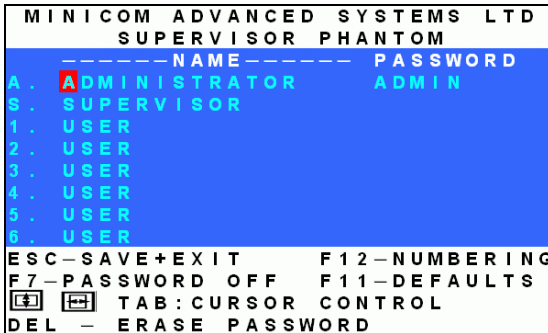 MINICOM ADVANCED SYSTEMS LTD
SUPERVISOR PHANTOM
------NAME------ PASSWORD
A. ADMINISTRATOR ADMIN
S. SUPERVISOR
1. USER
2. USER
3. USER
4. USER
5. USER
6. USER
ESC-SAVE+EXIT F12-NUMBERING
F7-PASSWORD OFF F11-DEFAULTS
TAB:CURSOR CONTROL
DEL - ERASE PASSWORD